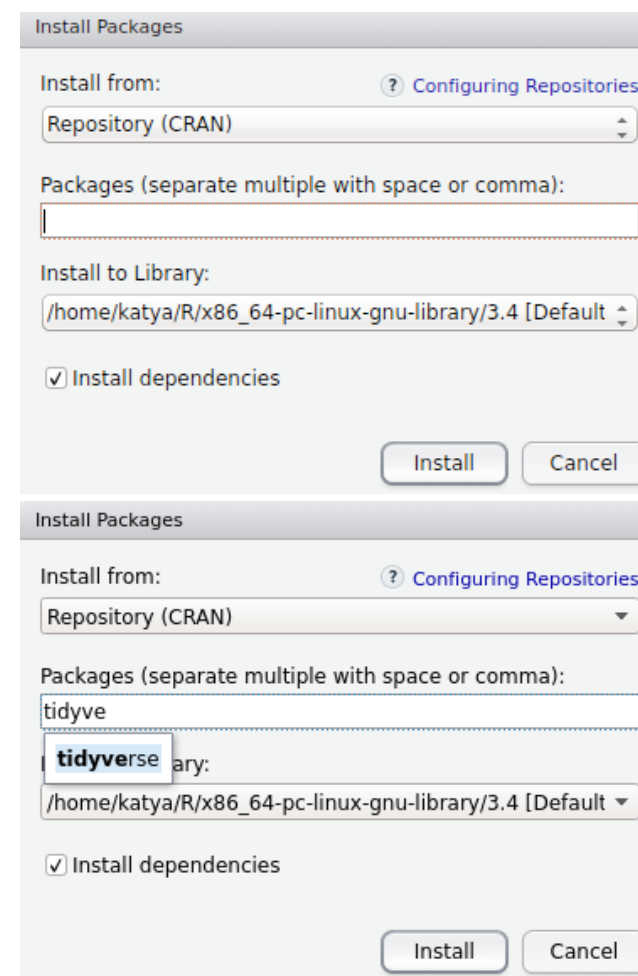 Install Packages
Install from:
? Configuring Repositories
Repository (CRAN)
Packages (separate multiple with space or comma):
Install to Library:
/home/katya/R/x86_64-pc-linux-gnu-library/3.4 [Default
Install dependencies
Install Cancel
Install Packages
Install from:
? Configuring Repositories
Repository (CRAN)
Packages (separate multiple with space or comma):
tidyve
tidyverse
ary:
/home/katya/R/x86_64-pc-linux-gnu-library/3.4 [Default
Install dependencies
Install Cancel